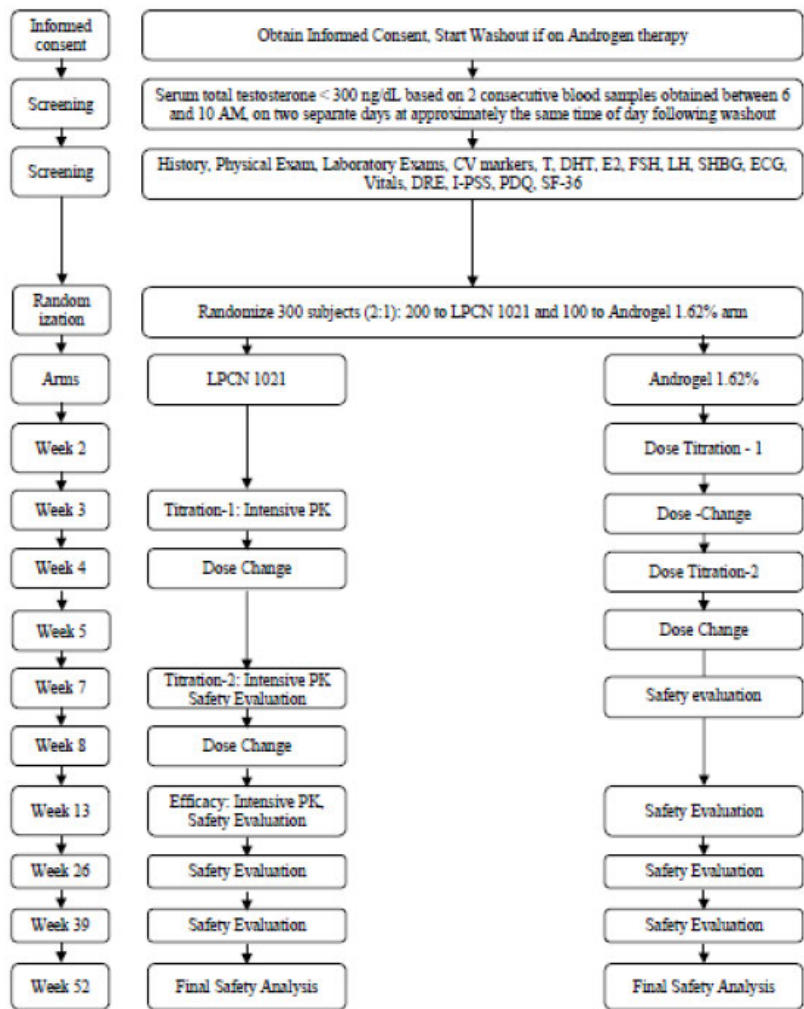 Informed
consent
Obtain Informed Consent, Start Washout if on Androgen therapy
Screening
Serum total testosterone < 300 ng/dL based on 2 consecutive blood samples obtained between 6
and 10 AM, on two separate days at approximately the same time of day following washout
Screening
History, Physical Exam, Laboratory Exams, CV markers, T, DHT, E2, FSH, LH, SHBG, ECG,
Vitals, DRE, I-PSS, PDQ, SF-36
Random
ization
Randomize 300 subjects (2:1): 200 to LPCN 1021 and 100 to Androgel 1.62% arm
Arms
LPCN 1021
Androgel 1.62%
Week 2
Dose Titration - 1
Week 3
Titration-1: Intensive PK
Dose -Change
Week 4
Dose Change
Dose Titration-2
Week 5
Dose Change
Week 7
Titration-2: Intensive PK
Safety Evaluation
Safety evaluation
Week 8
Dose Change
Week 13
Efficacy: Intensive PK,
Safety Evaluation
Safety Evaluation
Week 26
Safety Evaluation
Safety Evaluation
Week 39
Safety Evaluation
Safety Evaluation
Week 52
Final Safety Analysis
Final Safety Analysis